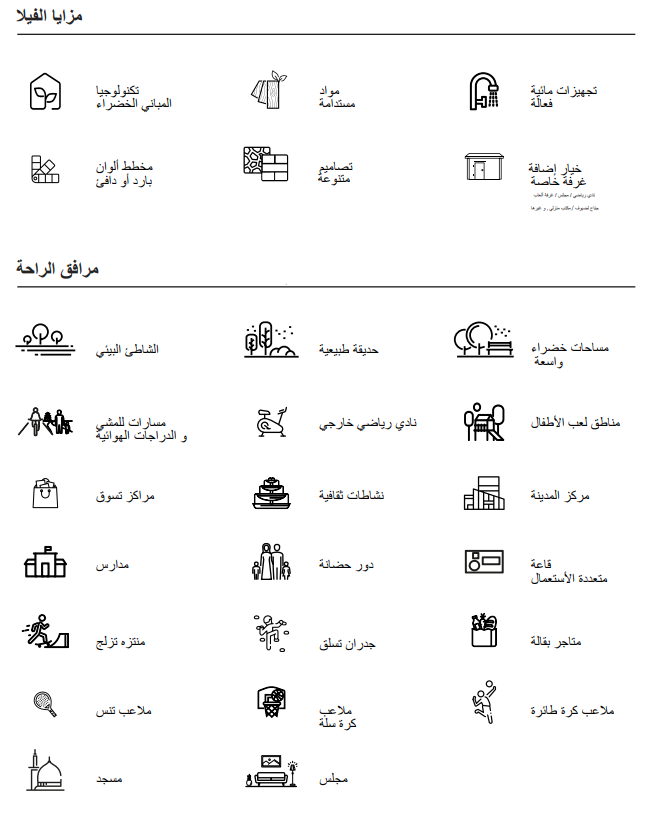 مزايا الفيلا
تجهيزات مائية
فعالة
مواد
مستدامة
تكنولوجيا
المباني الخضراء
خيار إضافة
غرفة خاصة
نادي رياضي / مجلس / غرفة العاب
جناح لضيوف / مكتب منزلي , و غيرها
تصاميم
متنوعة
مخطط ألوان
بارد أو دافئ
مرافق الراحة
مساحات خضراء
واسعة
حديقة طبيعية
الشاطئ البيئي
مناطق لعب الأطفال
نادي رياضي خارجي
مسارات للمشي
و الدراجات الهوائية
مركز المدينة
نشاطات ثقافية
مراكز تسوق
قاعة
متعددة الأستعمال
دور حضانة
مدارس
متاجر بقالة
جدران تسلق
منتزه تزلج
ملاعب كرة طائرة
ملاعب
كرة سلة
ملاعب تنس
مجلس
مسجد